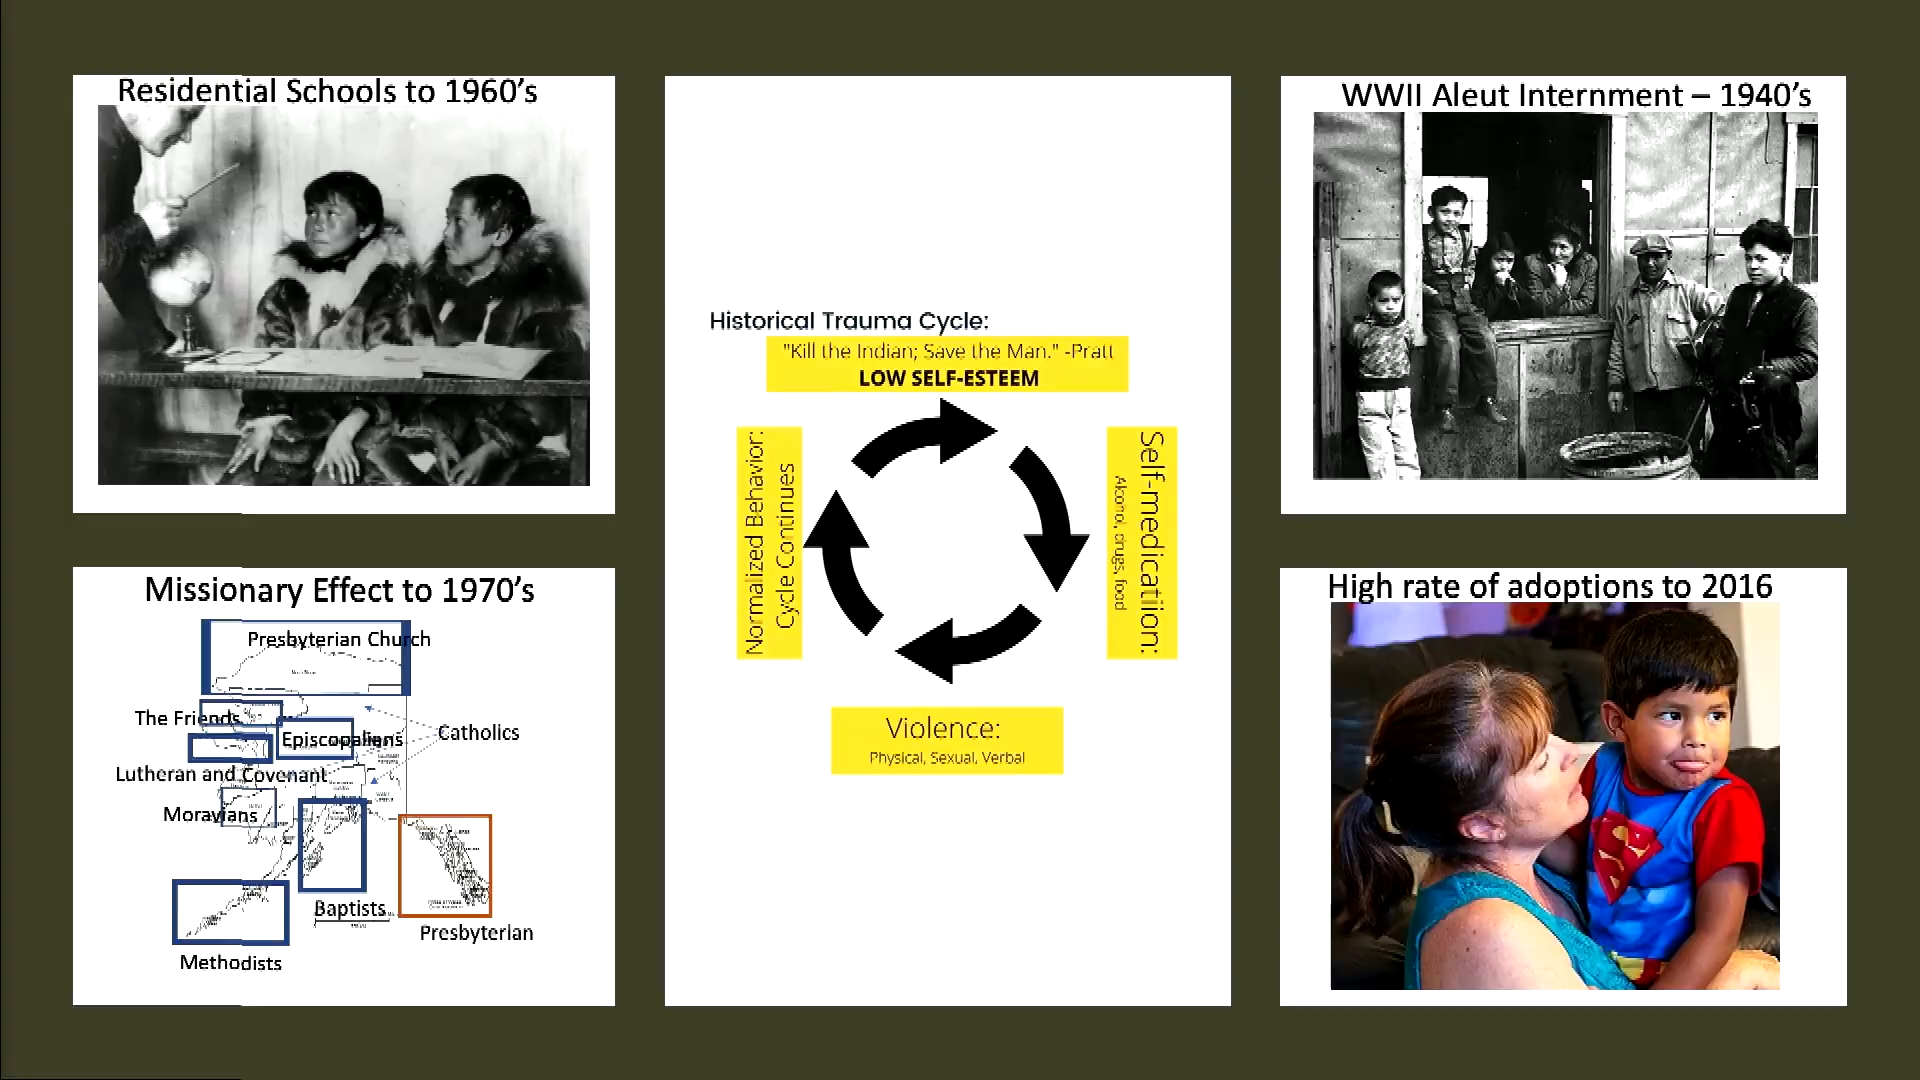 Residential Schools to 1960's
WWII Aleut Internment – 1940's
Historical Trauma Cycle:
"Kill the Indian; Save the Man." -Pratt
LOW SELF-ESTEEM
Self-medicatiion:
Alcohol, drugs, food
Violence:
Physical, Sexual, Verbal
Normalized Behavior:
Cycle Continues
Missionary Effect to 1970's
Presbyterian Church
The Friends
Episcopaliens
Catholics
Lutheran and Covenant
Moravians
Baptists
Presbyterian
Methodists
High rate of adoptions to 2016